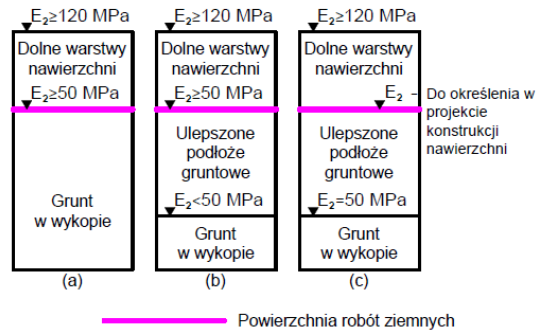 E₂≥120 MPa
Dolne warstwy
nawierzchni
E₂≥50 MPa
Grunt
w wykopie
(a)
E₂≥120 MPa
Dolne warstwy
nawierzchni
E₂≥50 MPa
Ulepszone
podłoże
gruntowe
E₂<50 MPa
Grunt
w wykopie
(b)
E₂≥120 MPa
Dolne warstwy
nawierzchni
E₂ - Do określenia w
projekcie
konstrukcji
nawierzchni
Ulepszone
podłoże
gruntowe
E₂=50 MPa
Grunt
w wykopie
(c)
Powierzchnia robót ziemnych